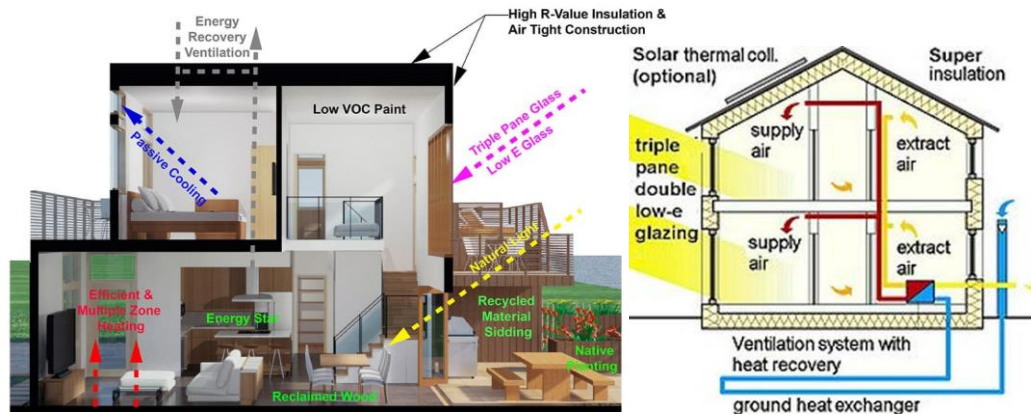 Energy
Recovery
Ventilation
High R-Value Insulation &
Air Tight Construction
Low VOC Paint
Triple Pane Glass
Low E Glass
Passive Cooling
Natural Light
Efficient &
Multiple Zone
Heating
Energy Star
Recycled
Material
Sidding
Native
Planting
Reclaimed Wood
Solar thermal coll.
(optional)
Super
insulation
triple
pane
double
low-e
glazing
supply
air
extract
air
supply
air
extract
air
Ventilation system with
heat recovery
ground heat exchanger